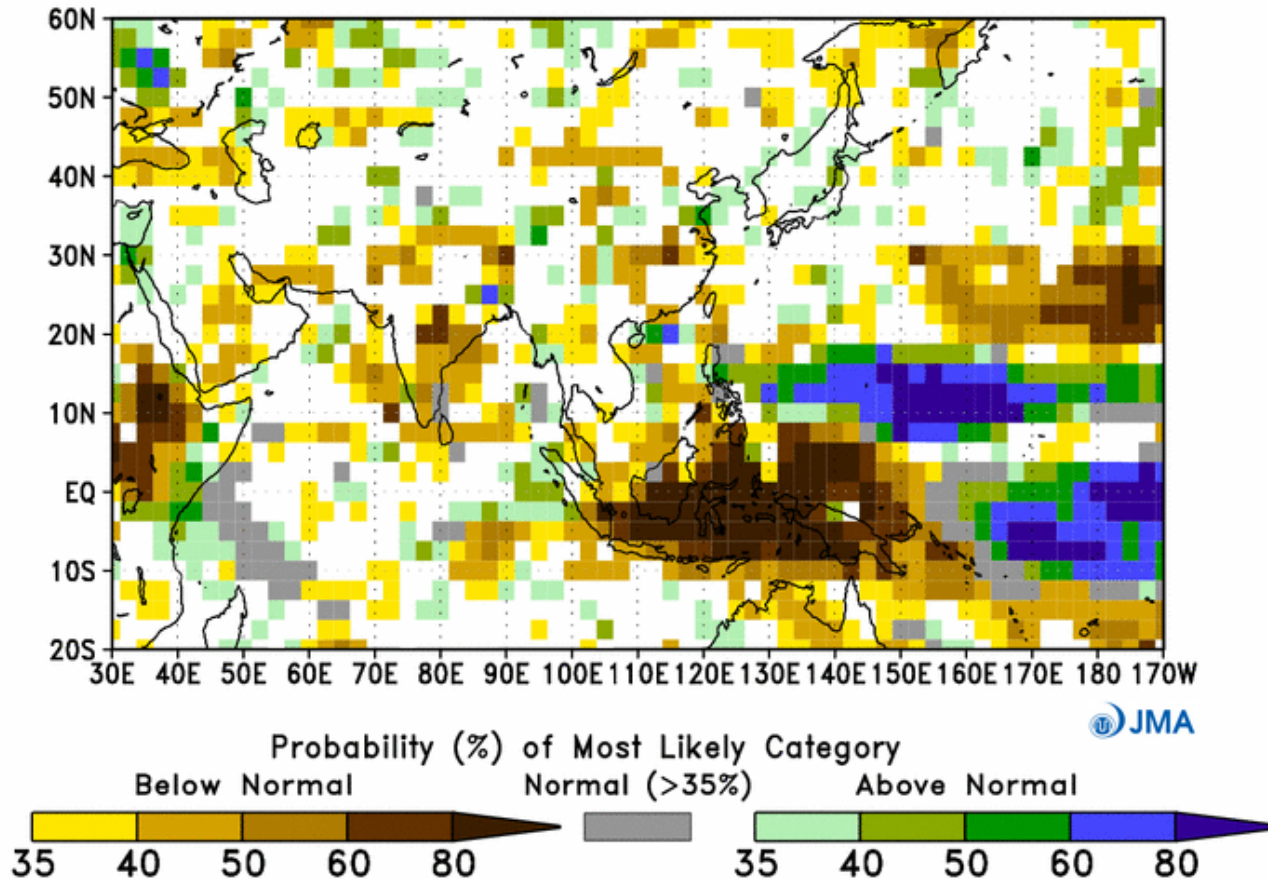 60N
50N
40N
30N
20N
10N
EQ
10S
20S
30E 40E 50E 60E 70E 80E 90E 100E 110E 120E 130E 140E 150E 160E 170E 180 170W
JMA
Probability (%) of Most Likely Category
Below Normal Normal (>35%) Above Normal
35 40 50 60 80 35 40 50 60 80